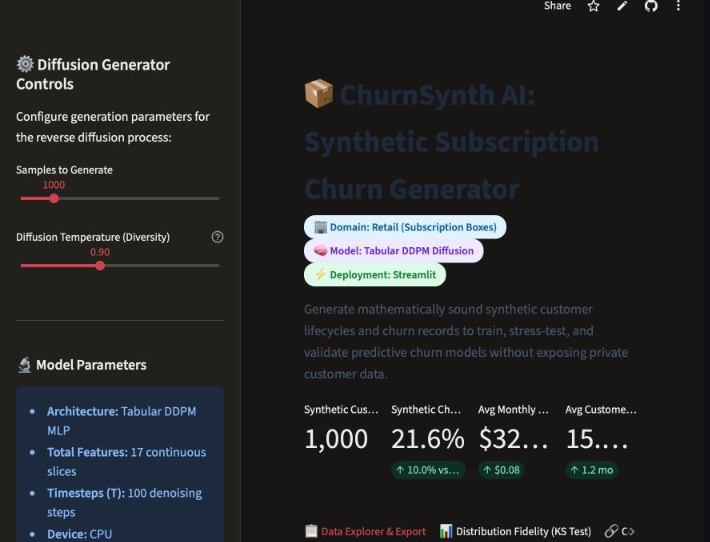 Share
⚙️ Diffusion Generator
Controls
Configure generation parameters for
the reverse diffusion process:
Samples to Generate
1000
Diffusion Temperature (Diversity)
0.90
🔬 Model Parameters
• Architecture: Tabular DDPM
MLP
• Total Features: 17 continuous
slices
• Timesteps (T): 100 denoising
steps
• Device: CPU
📦 ChurnSynth AI:
Synthetic Subscription
Churn Generator
🏢 Domain: Retail (Subscription Boxes)
🧠 Model: Tabular DDPM Diffusion
⚡ Deployment: Streamlit
Generate mathematically sound synthetic customer
lifecycles and churn records to train, stress-test, and
validate predictive churn models without exposing private
customer data.
Synthetic Cus… Synthetic Ch… Avg Monthly … Avg Custome…
1,000 21.6% $32… 15.…
↑ 10.0% vs… ↑ $0.08 ↑ 1.2 mo
📋 Data Explorer & Export 📊 Distribution Fidelity (KS Test) 🔗